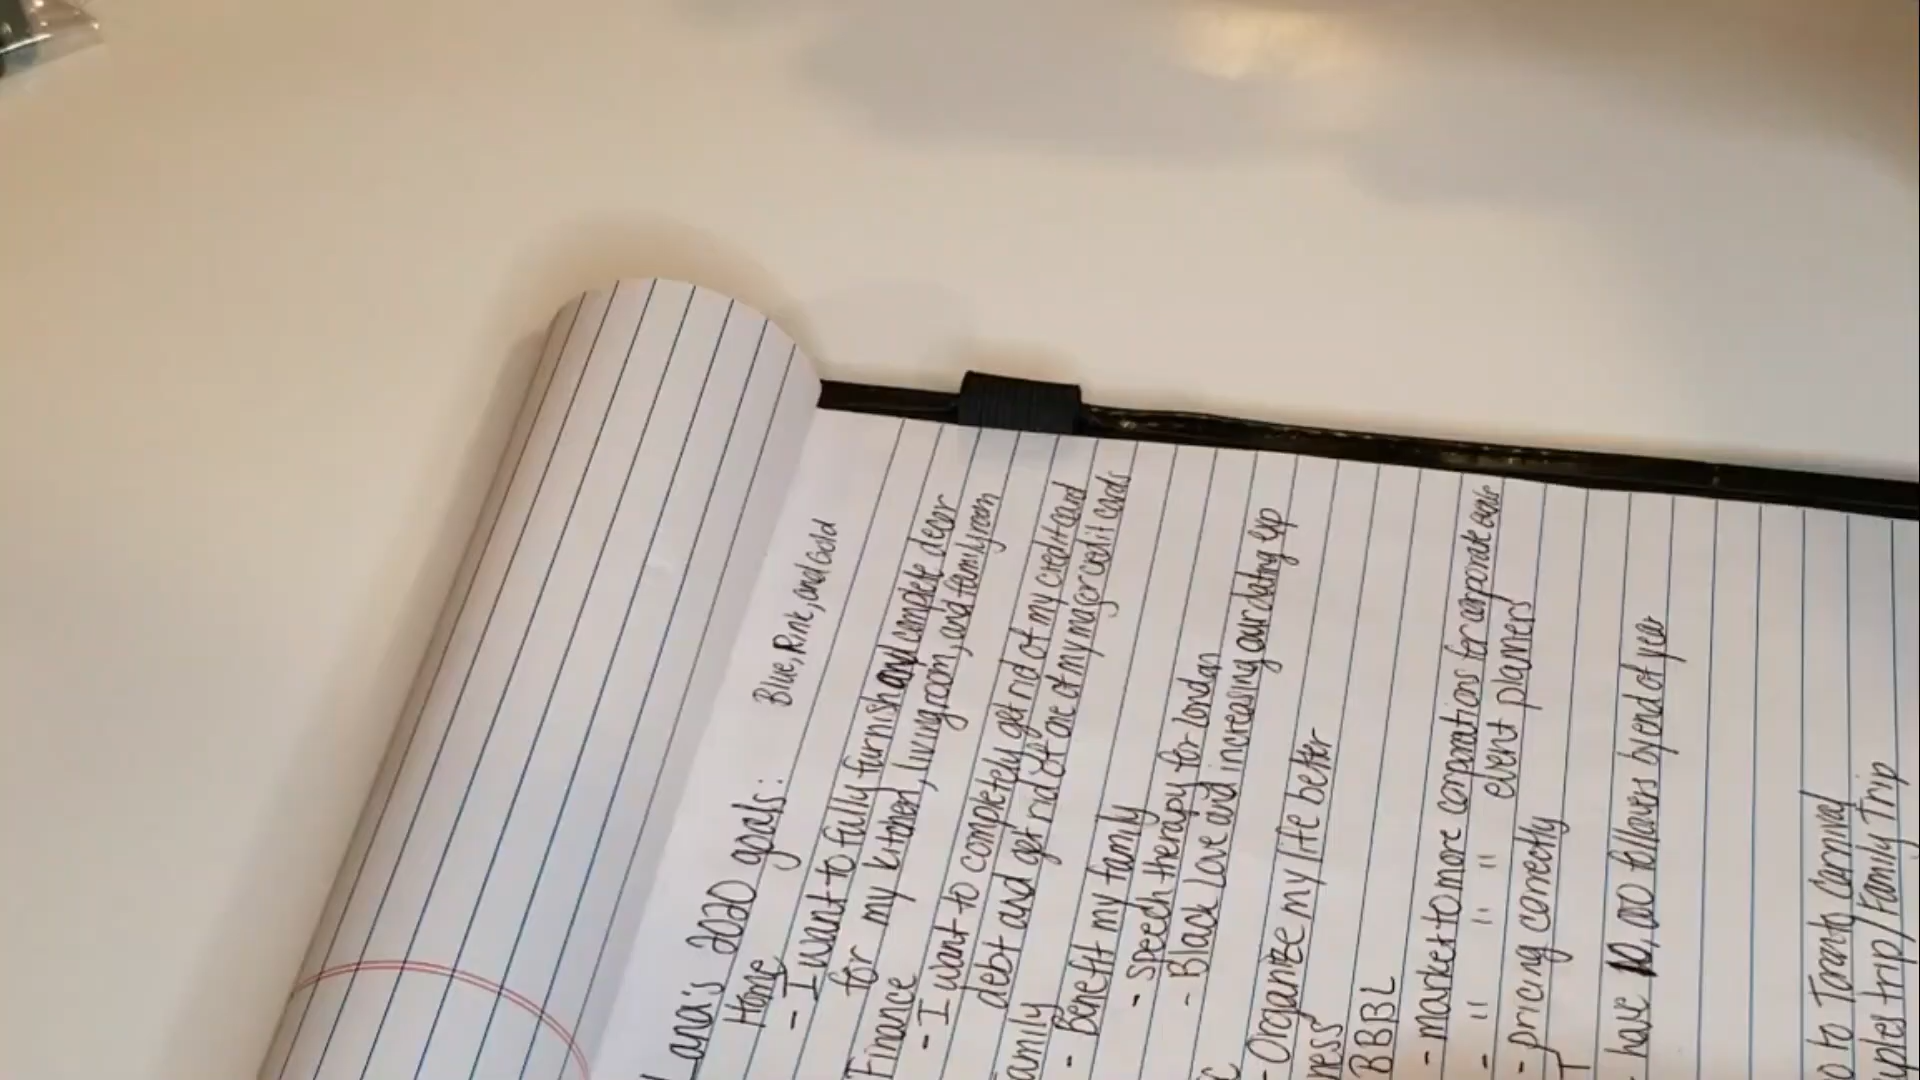 Lana's 2020 goals: Blue, Pink, and Gold
Home
- I want to fully furnish and complete decor
for my kitchen, living room, and family room
Finance
- I want to completely get rid of my credit card
debt and get rid of one of my major credit cards
amily
- Benefit my family
- Speech therapy for London
- Black Love and increasing our dating exp
- Organize my life better
ness
BBBL
- market to more corporations for corporate
- " " " " event planners
- pricing correctly
- have 10,000 followers by end of year
to Toronto Carnival
ples trip/Family Trip